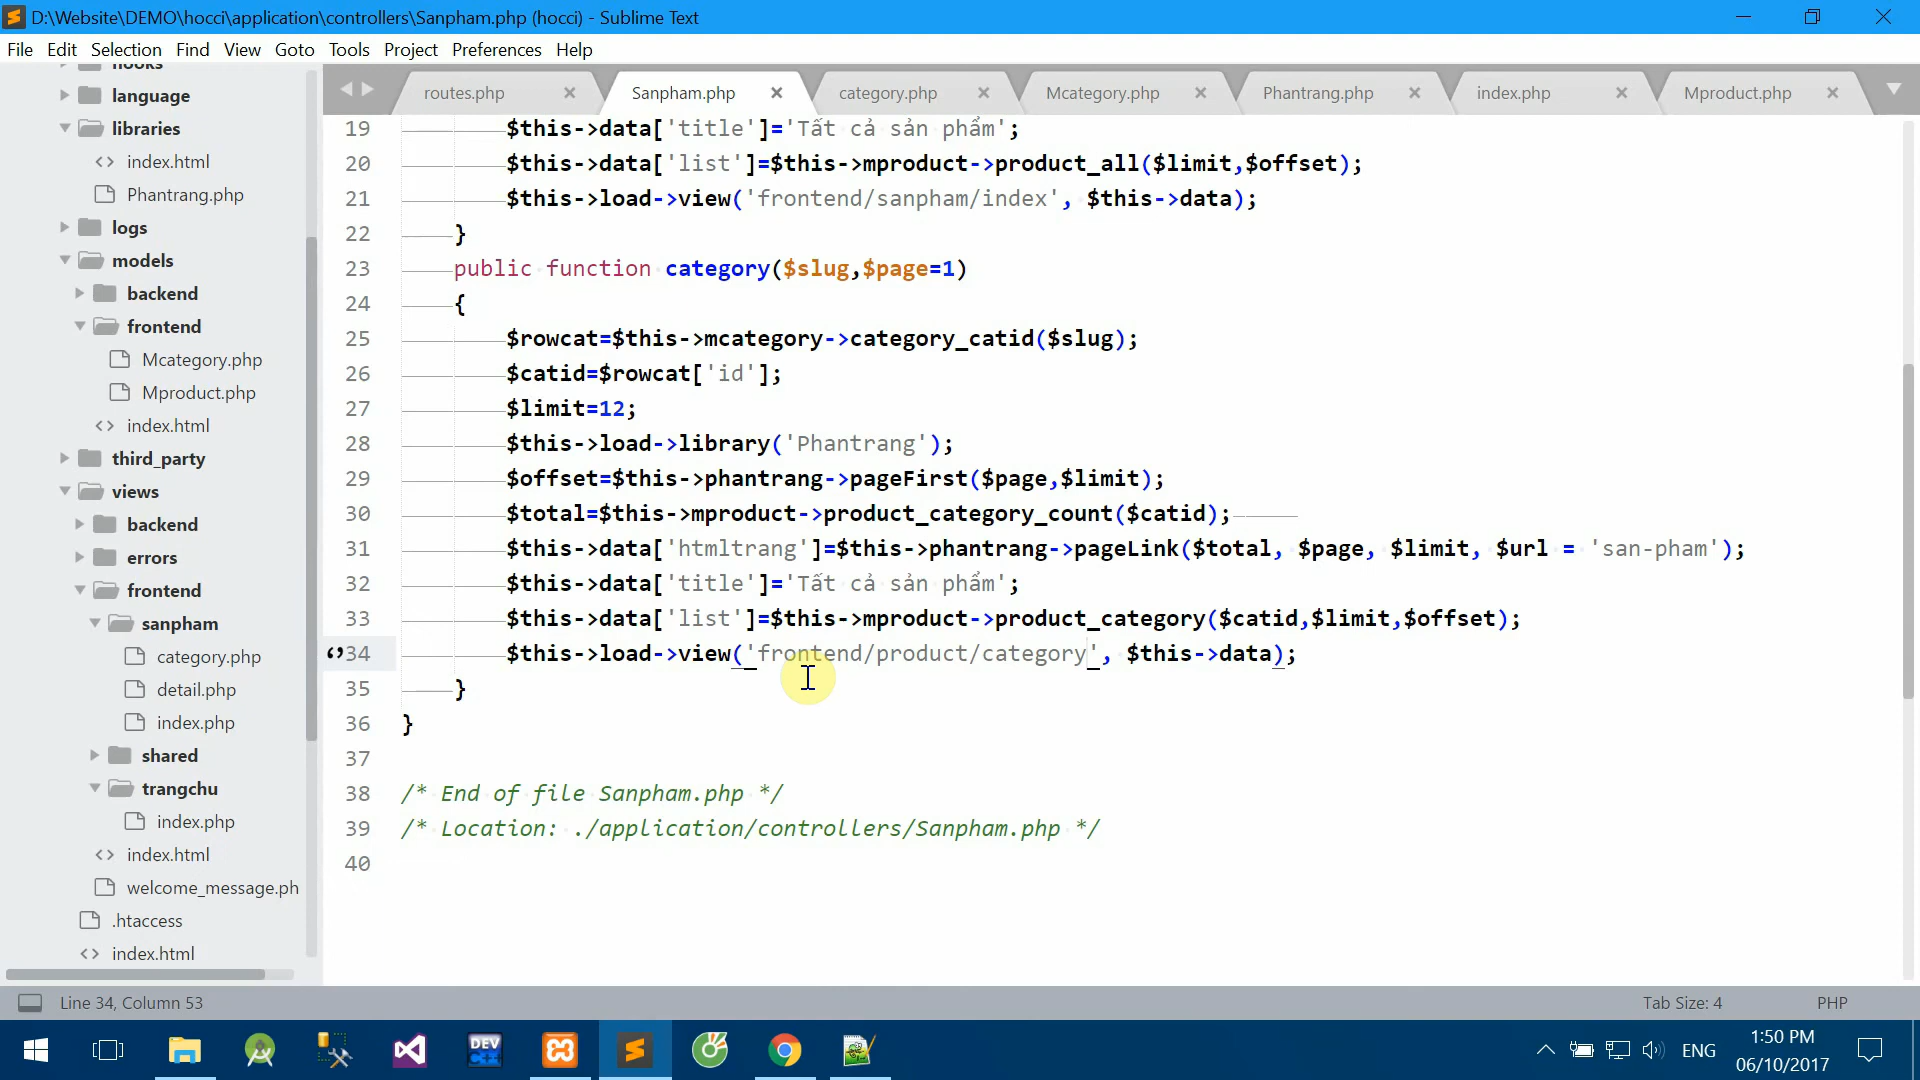 D:\Website\DEMO\hocci\application\controllers\Sanpham.php (hocci) - Sublime Text
File Edit Selection Find View Goto Tools Project Preferences Help
routes.php Sanpham.php category.php Mcategory.php Phantrang.php index.php Mproduct.php
hooks
language
libraries
index.html
Phantrang.php
logs
models
backend
frontend
Mcategory.php
Mproduct.php
index.html
third_party
views
backend
errors
frontend
sanpham
category.php
detail.php
index.php
shared
trangchu
index.php
index.html
welcome_message.ph
.htaccess
index.html
19 $this->data['title']='Tất cả sản phẩm';
20 $this->data['list']=$this->mproduct->product_all($limit,$offset);
21 $this->load->view('frontend/sanpham/index', $this->data);
22 }
23 public function category($slug,$page=1)
24 {
25 $rowcat=$this->mcategory->category_catid($slug);
26 $catid=$rowcat['id'];
27 $limit=12;
28 $this->load->library('Phantrang');
29 $offset=$this->phantrang->pageFirst($page,$limit);
30 $total=$this->mproduct->product_category_count($catid);
31 $this->data['htmltrang']=$this->phantrang->pageLink($total, $page, $limit, $url = 'san-pham');
32 $this->data['title']='Tất cả sản phẩm';
33 $this->data['list']=$this->mproduct->product_category($catid,$limit,$offset);
34 $this->load->view('frontend/product/category', $this->data);
35 }
36 }
37
38 /* End of file Sanpham.php */
39 /* Location: ./application/controllers/Sanpham.php */
40
Line 34, Column 53
Tab Size: 4 PHP
DEV C++
ENG
1:50 PM
06/10/2017